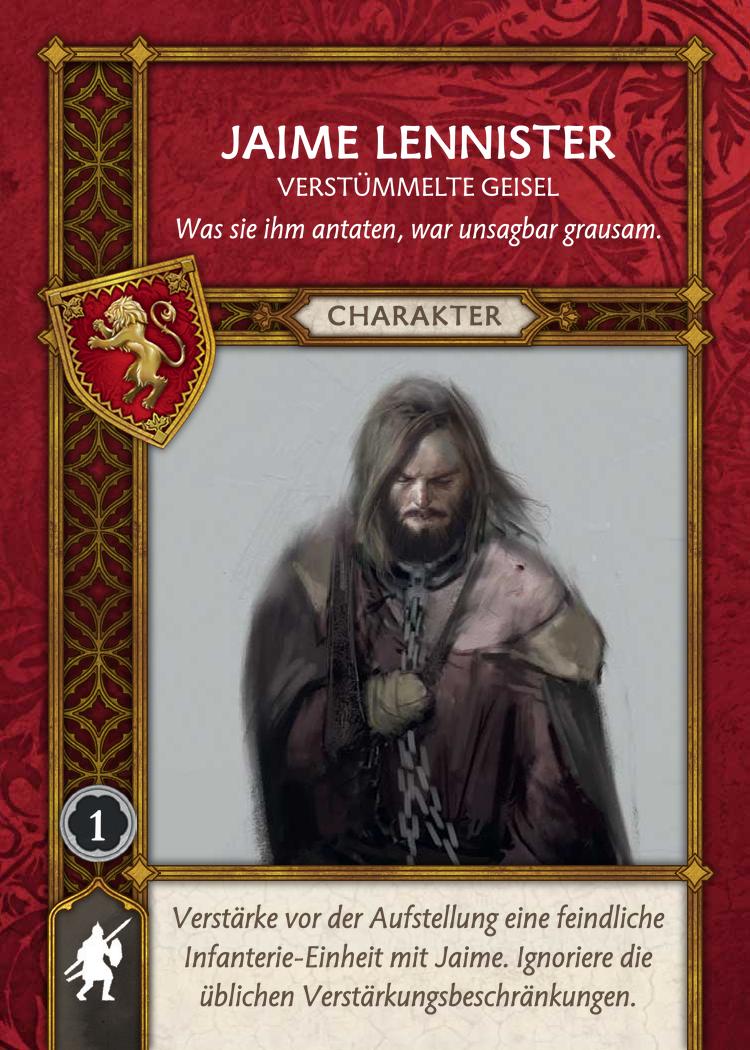 JAIME LENNISTER
VERSTÜMMELTE GEISEL
Was sie ihm antaten, war unsagbar grausam.
CHARAKTER
1
Verstärke vor der Aufstellung eine feindliche
Infanterie-Einheit mit Jaime. Ignoriere die
üblichen Verstärkungsbeschränkungen.